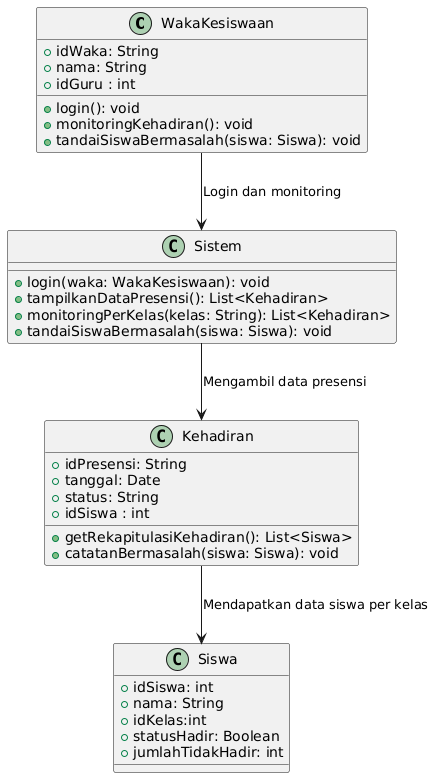 C WakaKesiswaan
idWaka: String
nama: String
idGuru : int
login(): void
monitoringKehadiran(): void
tandaiSiswaBermasalah(siswa: Siswa): void
Login dan monitoring
C Sistem
login(waka: WakaKesiswaan): void
tampilkanDataPresensi(): List<Kehadiran>
monitoringPerKelas(kelas: String): List<Kehadiran>
tandaiSiswaBermasalah(siswa: Siswa): void
Mengambil data presensi
C Kehadiran
idPresensi: String
tanggal: Date
status: String
idSiswa : int
getRekapitulasiKehadiran(): List<Siswa>
catatanBermasalah(siswa: Siswa): void
Mendapatkan data siswa per kelas
C Siswa
idSiswa: int
nama: String
idKelas:int
statusHadir: Boolean
jumlahTidakHadir: int